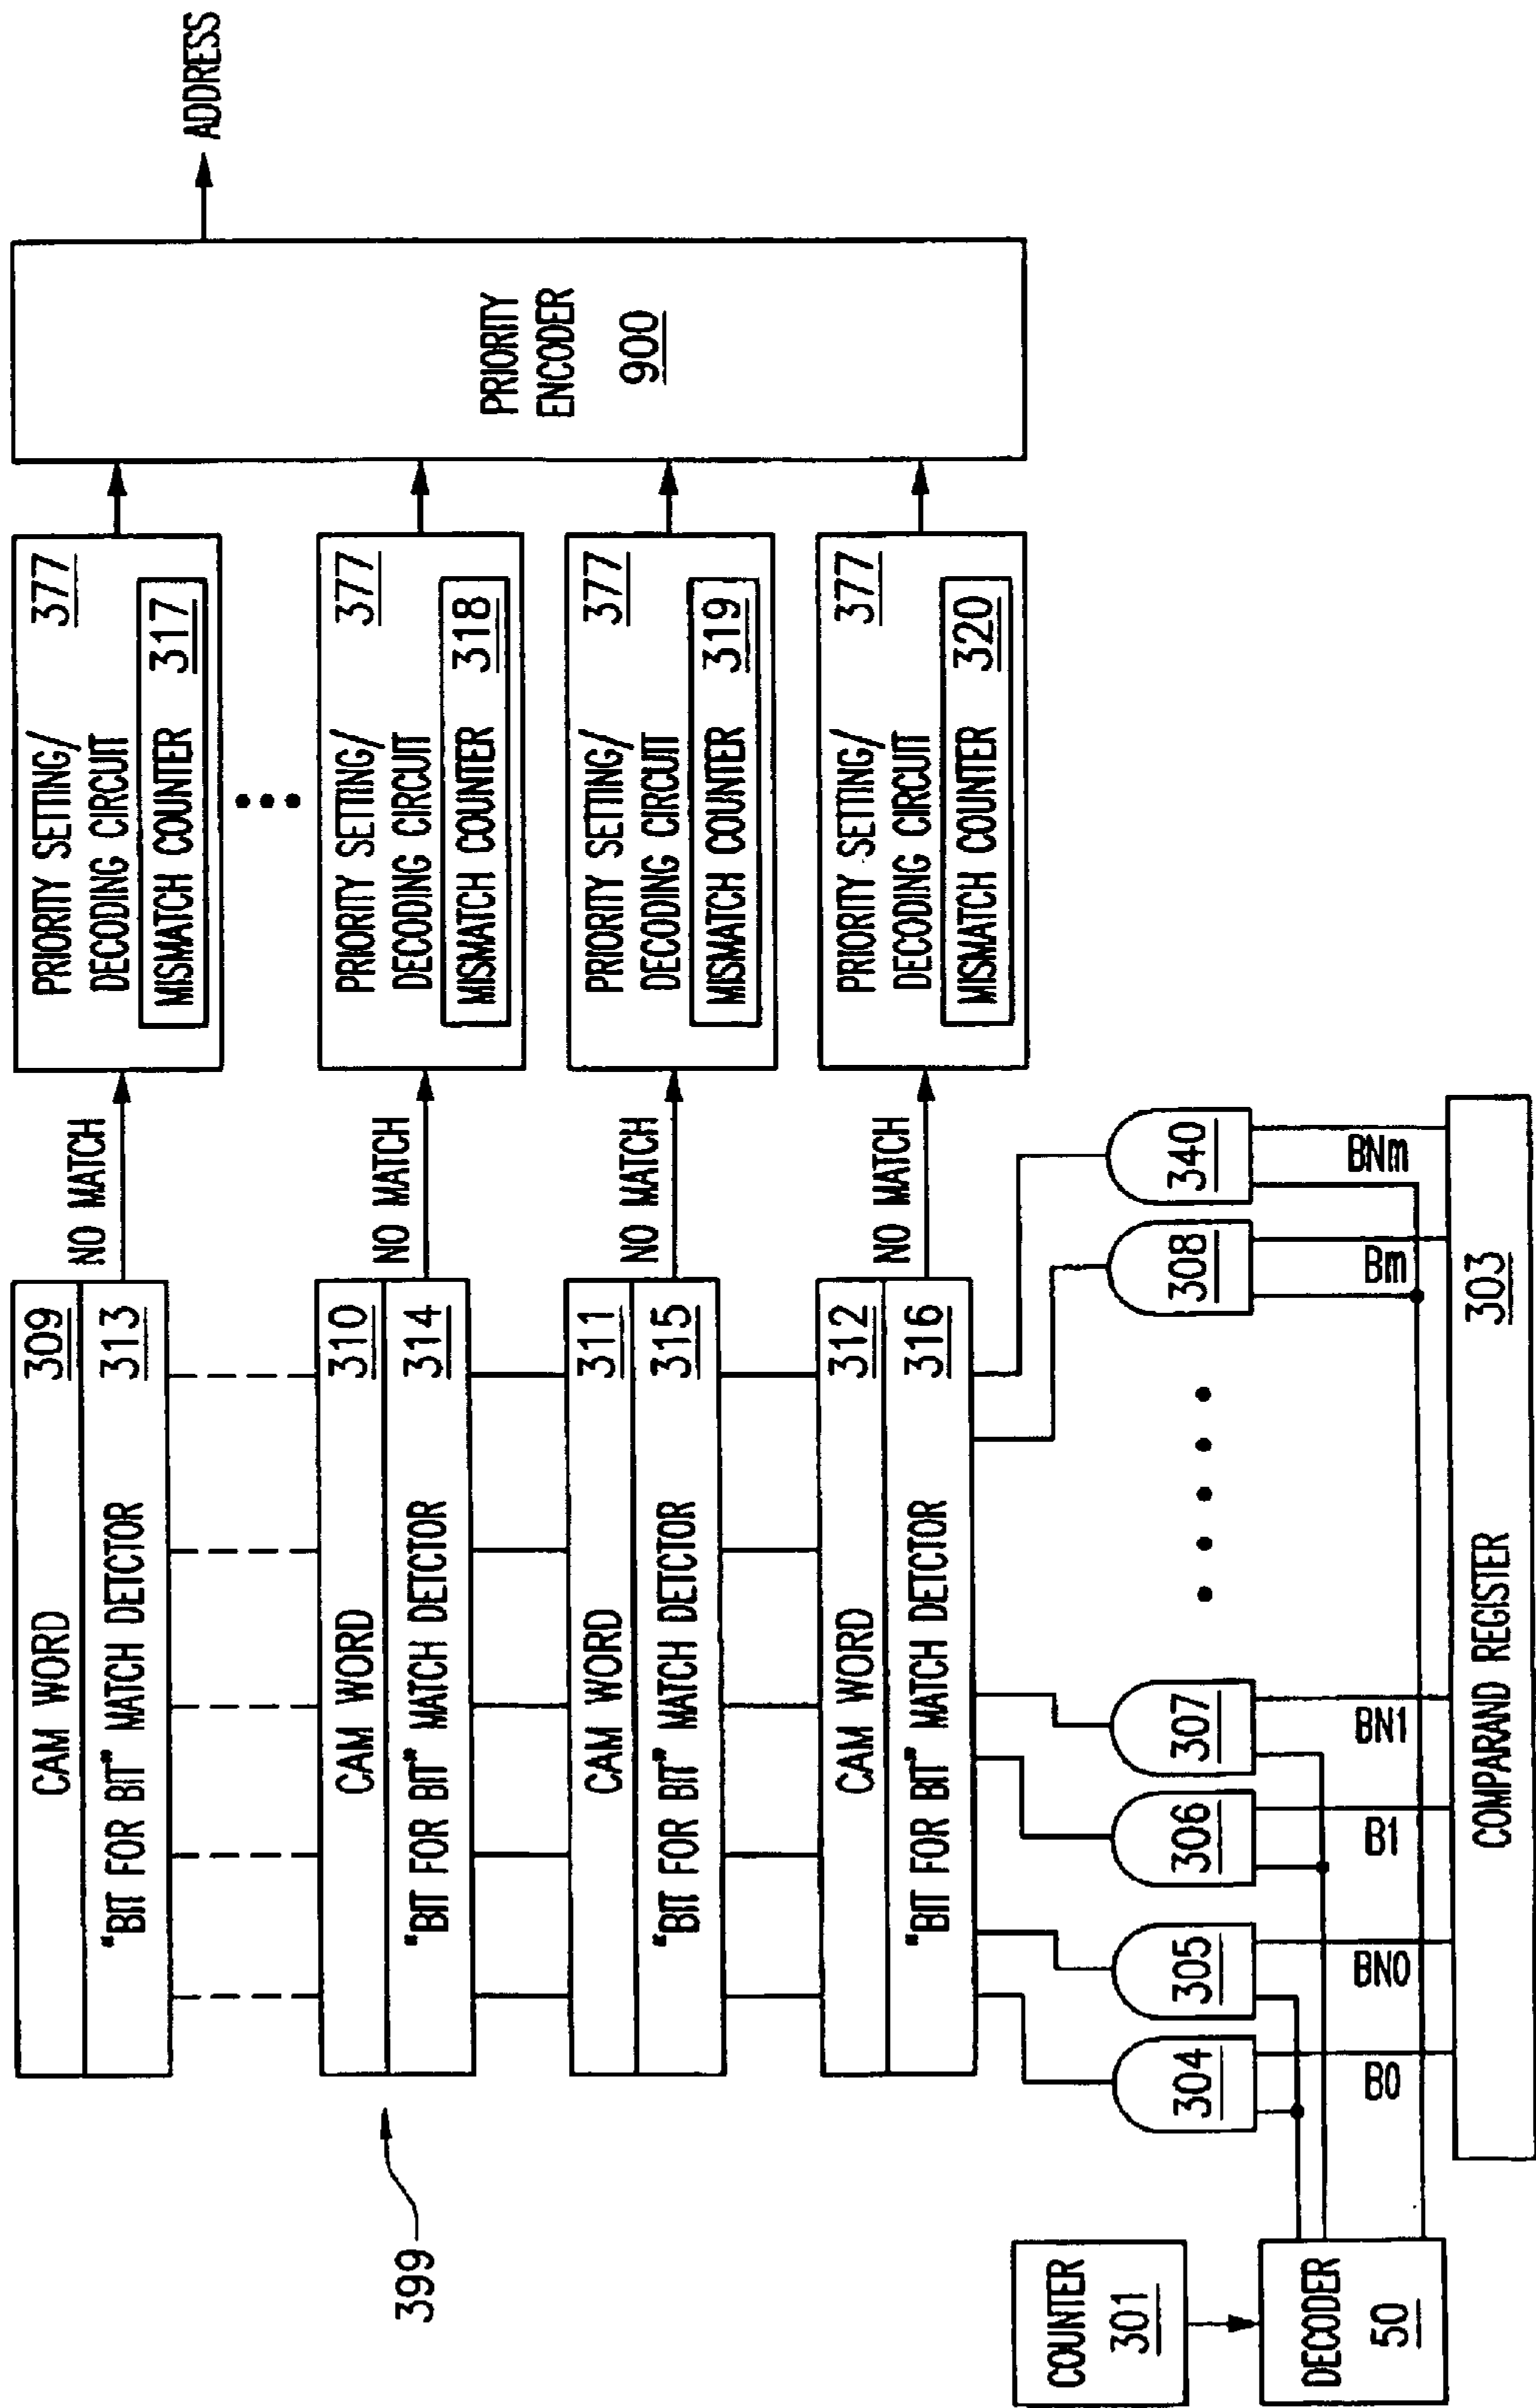 CAM WORD 309
"BIT FOR BIT" MATCH DETCTOR 313
NO MATCH
PRIORITY SETTING/
DECODING CIRCUIT
377
MISMATCH COUNTER 317
CAM WORD 310
"BIT FOR BIT" MATCH DETCTOR 314
NO MATCH
PRIORITY SETTING/
DECODING CIRCUIT
377
MISMATCH COUNTER 318
CAM WORD 311
"BIT FOR BIT" MATCH DETCTOR 315
NO MATCH
PRIORITY SETTING/
DECODING CIRCUIT
377
MISMATCH COUNTER 319
CAM WORD 312
"BIT FOR BIT" MATCH DETCTOR 316
NO MATCH
PRIORITY SETTING/
DECODING CIRCUIT
377
MISMATCH COUNTER 320
PRIORITY
ENCODER
900
ADDRESS
399
COUNTER
301
DECODER
50
304
305
306
307
308
340
B0
BN0
B1
BN1
Bm
BNm
COMPARAND REGISTER 303